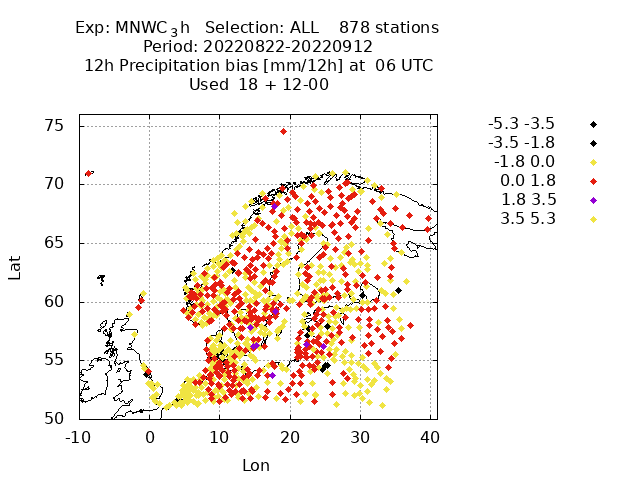 Exp: MNWC_3h   Selection: ALL    878 stations
Period: 20220822-20220912
12h Precipitation bias [mm/12h] at  06 UTC
Used  18 + 12-00
-5.3 -3.5
-3.5 -1.8
-1.8 0.0
0.0 1.8
1.8 3.5
3.5 5.3
75
70
65
60
55
50
Lat
-10 0 10 20 30 40
Lon